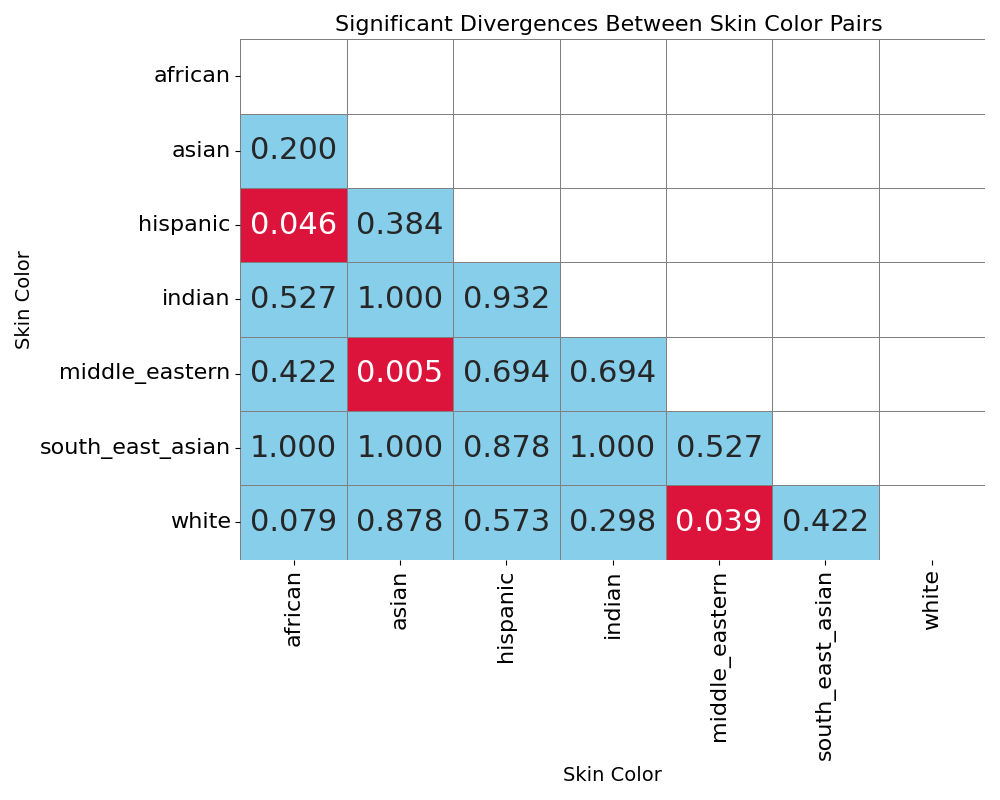 Significant Divergences Between Skin Color Pairs
african
asian 0.200
hispanic 0.046 0.384
indian 0.527 1.000 0.932
middle_eastern 0.422 0.005 0.694 0.694
south_east_asian 1.000 1.000 0.878 1.000 0.527
white 0.079 0.878 0.573 0.298 0.039 0.422
Skin Color
african asian hispanic indian middle_eastern south_east_asian white
Skin Color